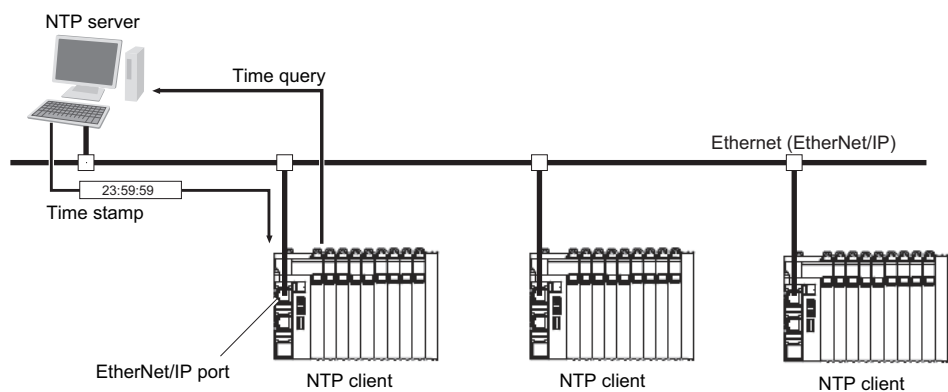 NTP server
Time query
Ethernet (EtherNet/IP)
23:59:59
Time stamp
EtherNet/IP port
NTP client
NTP client
NTP client